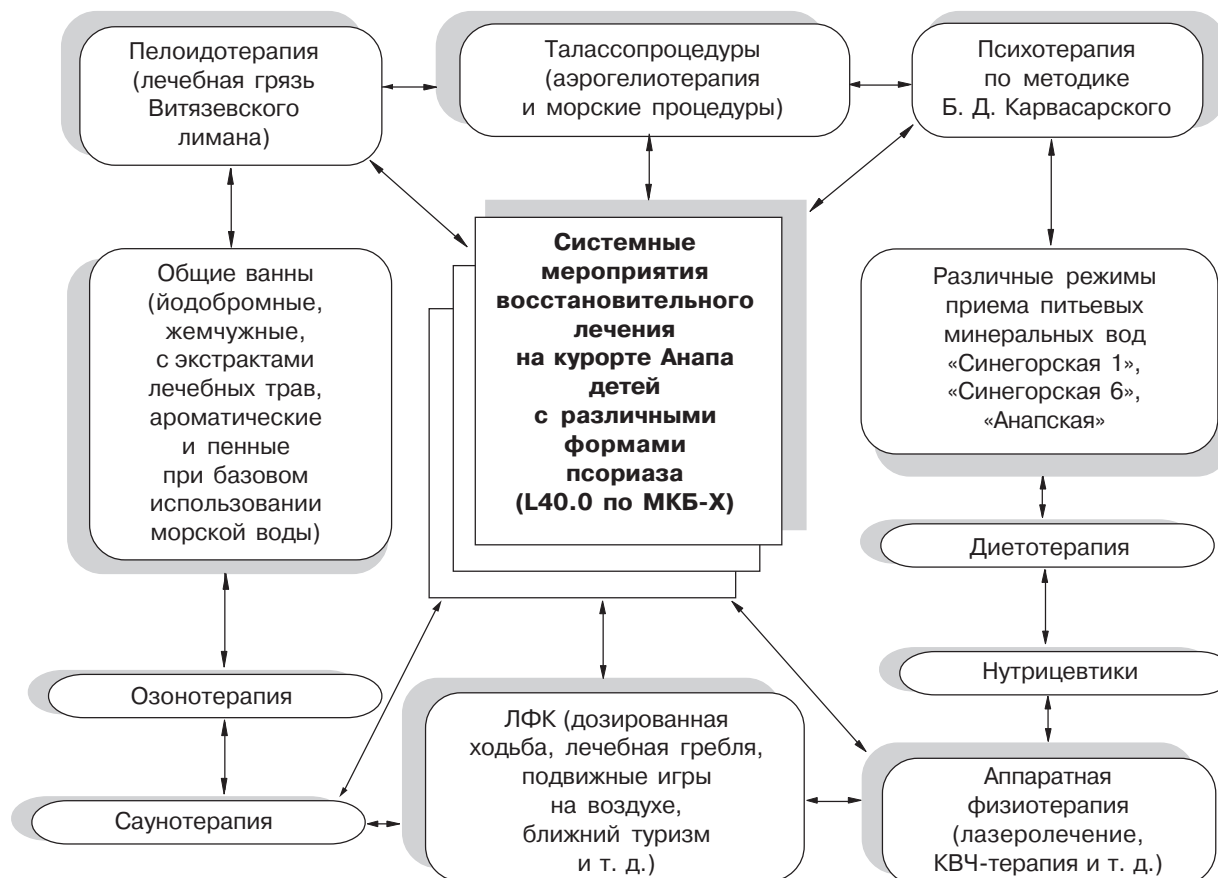 Пелоидотерапия
(лечебная грязь
Витязевского
лимана)
Талассопроцедуры
(аэрогелиотерапия
и морские процедуры)
Психотерапия
по методике
Б. Д. Карвасарского
Общие ванны
(йодобромные,
жемчужные,
с экстрактами
лечебных трав,
ароматические
и пенные
при базовом
использовании
морской воды)
Системные
мероприятия
восстановительного
лечения
на курорте Анапа
детей
с различными
формами
псориаза
(L40.0 по МКБ-X)
Различные режимы
приема питьевых
минеральных вод
«Синегорская 1»,
«Синегорская 6»,
«Анапская»
Диетотерапия
Озонотерапия
Нутрицевтики
Саунотерапия
ЛФК (дозированная
ходьба, лечебная гребля,
подвижные игры
на воздухе,
ближний туризм
и т. д.)
Аппаратная
физиотерапия
(лазеролечение,
КВЧ-терапия и т. д.)